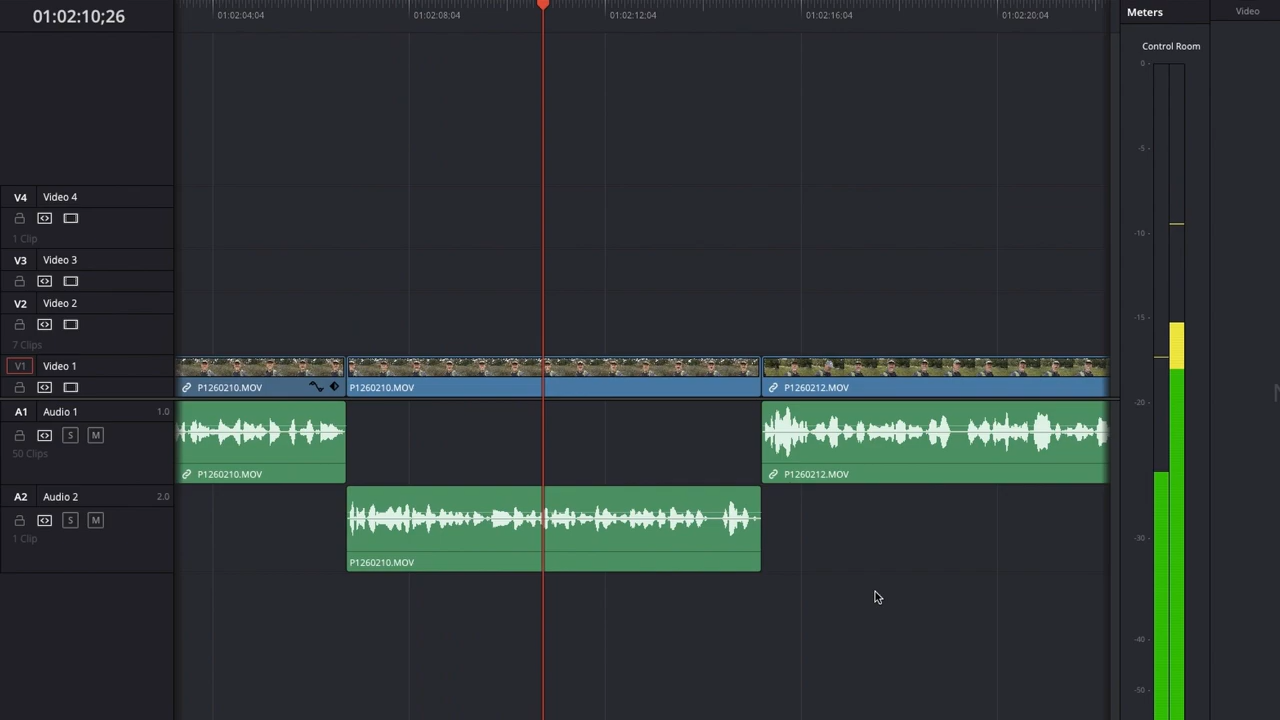 01:02:10;26
01:02:04;04
01:02:08;04
01:02:12;04
01:02:16;04
01:02:20;04
Meters
Video
Control Room
0
-5
-10
-15
-20
-30
-40
-50
V4 Video 4
1 Clip
V3 Video 3
V2 Video 2
7 Clips
V1 Video 1
P1260210.MOV
P1260210.MOV
P1260212.MOV
A1 Audio 1 1.0
S M
50 Clips
P1260210.MOV
P1260212.MOV
A2 Audio 2 2.0
S M
1 Clip
P1260210.MOV